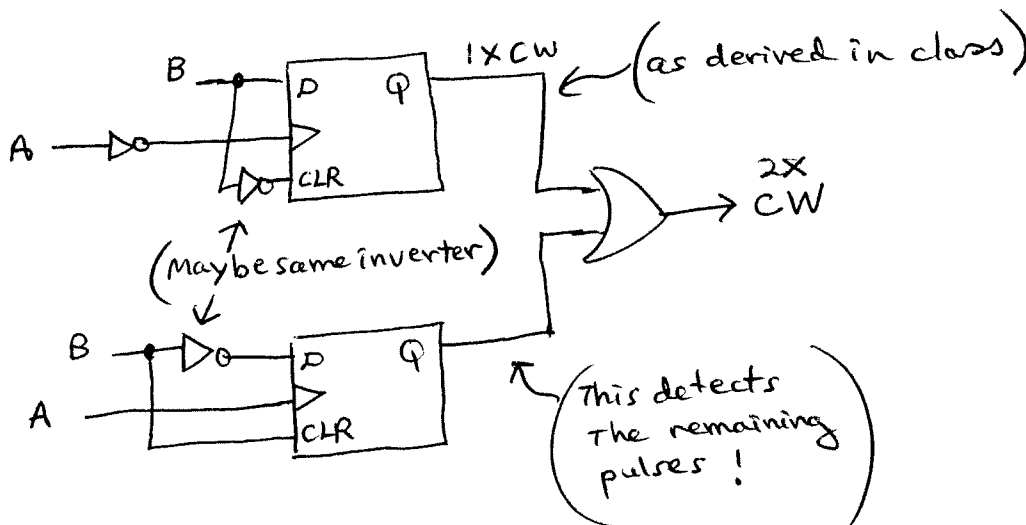 1X CW
(as derived in class)
B
D Q
A
CLR
2X
CW
(Maybe same inverter)
B
D Q
A
CLR
(This detects
The remaining
pulses !)